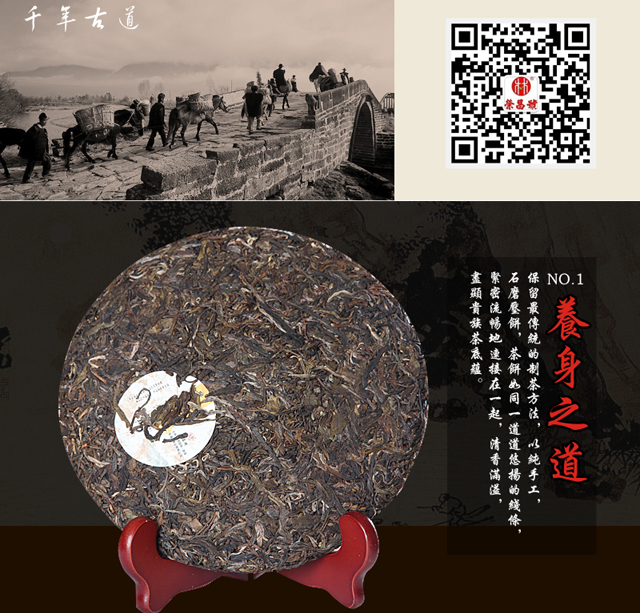 千年古道
榮昌號
NO.1
養身之道
保留最傳統的制茶方法，以純手工，
石磨壓餅，茶餅如同一道道悠揚的綫條，
緊密流暢地連接在一起，清香滿溢，
盡顯貴族茶底蘊。